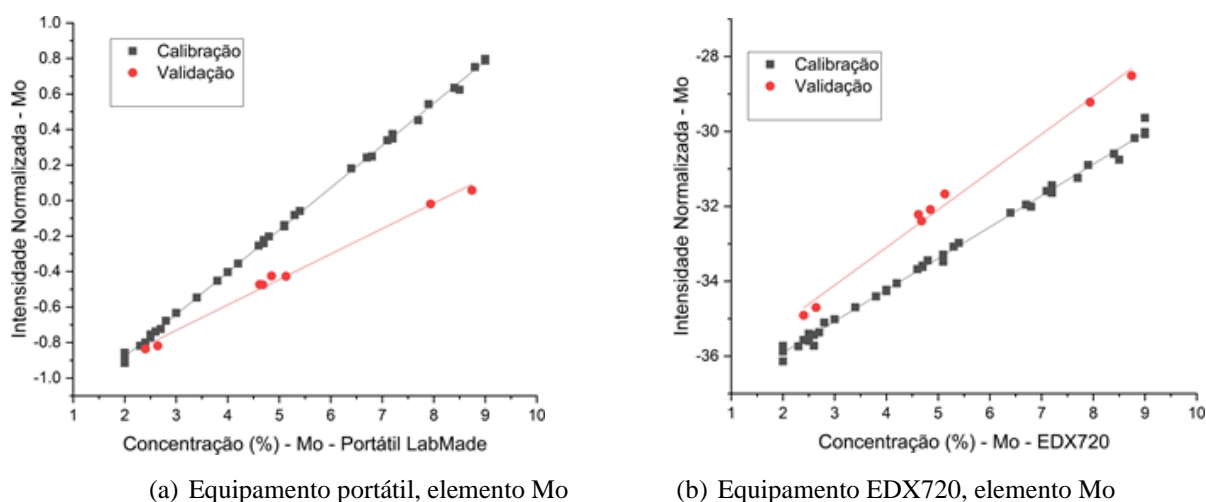 Intensidade Normalizada - Mo
1.0
0.8
0.6
0.4
0.2
0.0
-0.2
-0.4
-0.6
-0.8
-1.0
Calibração
Validação
1 2 3 4 5 6 7 8 9 10
Concentração (%) - Mo - Portátil LabMade
(a) Equipamento portátil, elemento Mo
Intensidade Normalizada - Mo
-28
-30
-32
-34
-36
Calibração
Validação
1 2 3 4 5 6 7 8 9 10
Concentração (%) - Mo - EDX720
(b) Equipamento EDX720, elemento Mo